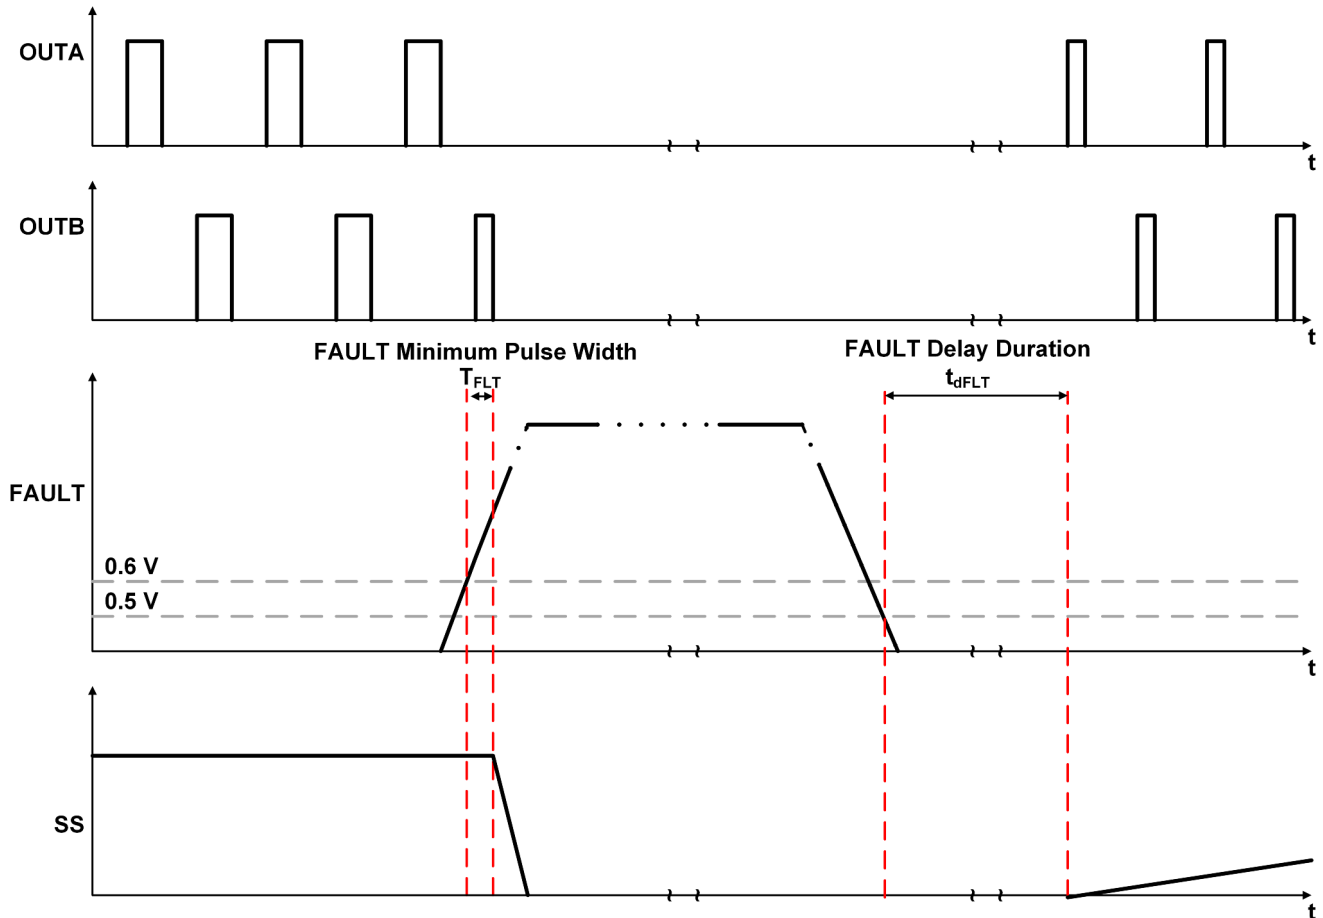 OUTA
t
OUTB
t
FAULT Minimum Pulse Width
TFLT
FAULT Delay Duration
tdFLT
FAULT
0.6 V
0.5 V
t
SS
t